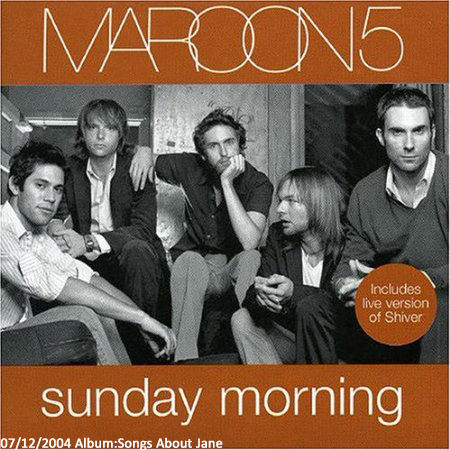 MAROON5
Includes
live version
of Shiver
sunday morning
07/12/2004 Album:Songs About Jane